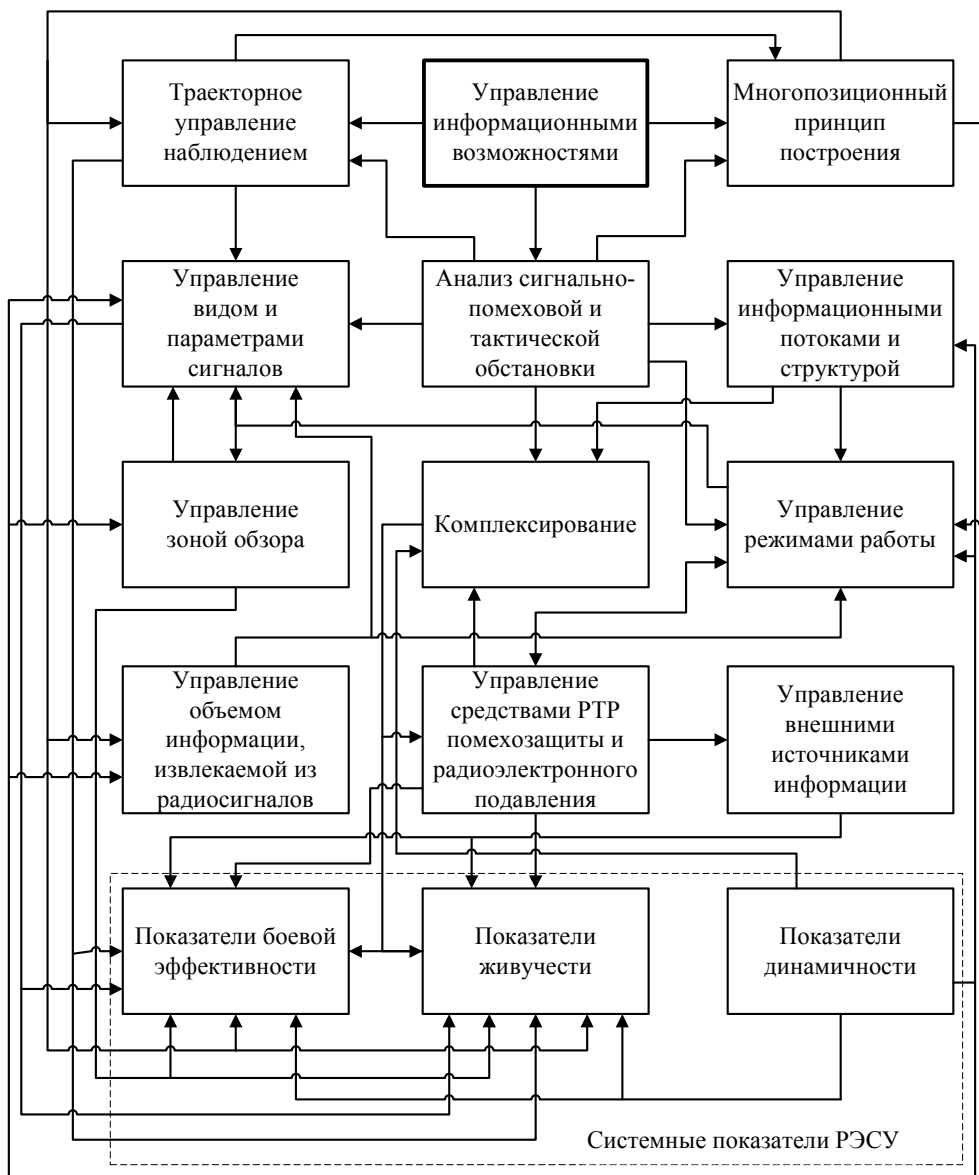 Траекторное
управление
наблюдением
Управление
информационными
возможностями
Многопозиционный
принцип
построения
Управление
видом и
параметрами
сигналов
Анализ сигнально-
помеховой и
тактической
обстановки
Управление
информационными
потоками и
структурой
Управление
зоной обзора
Комплексирование
Управление
режимами работы
Управление
объемом
информации,
извлекаемой из
радиосигналов
Управление
средствами РТР
помехозащиты и
радиоэлектронного
подавления
Управление
внешними
источниками
информации
Показатели боевой
эффективности
Показатели
живучести
Показатели
динамичности
Системные показатели РЭСУ